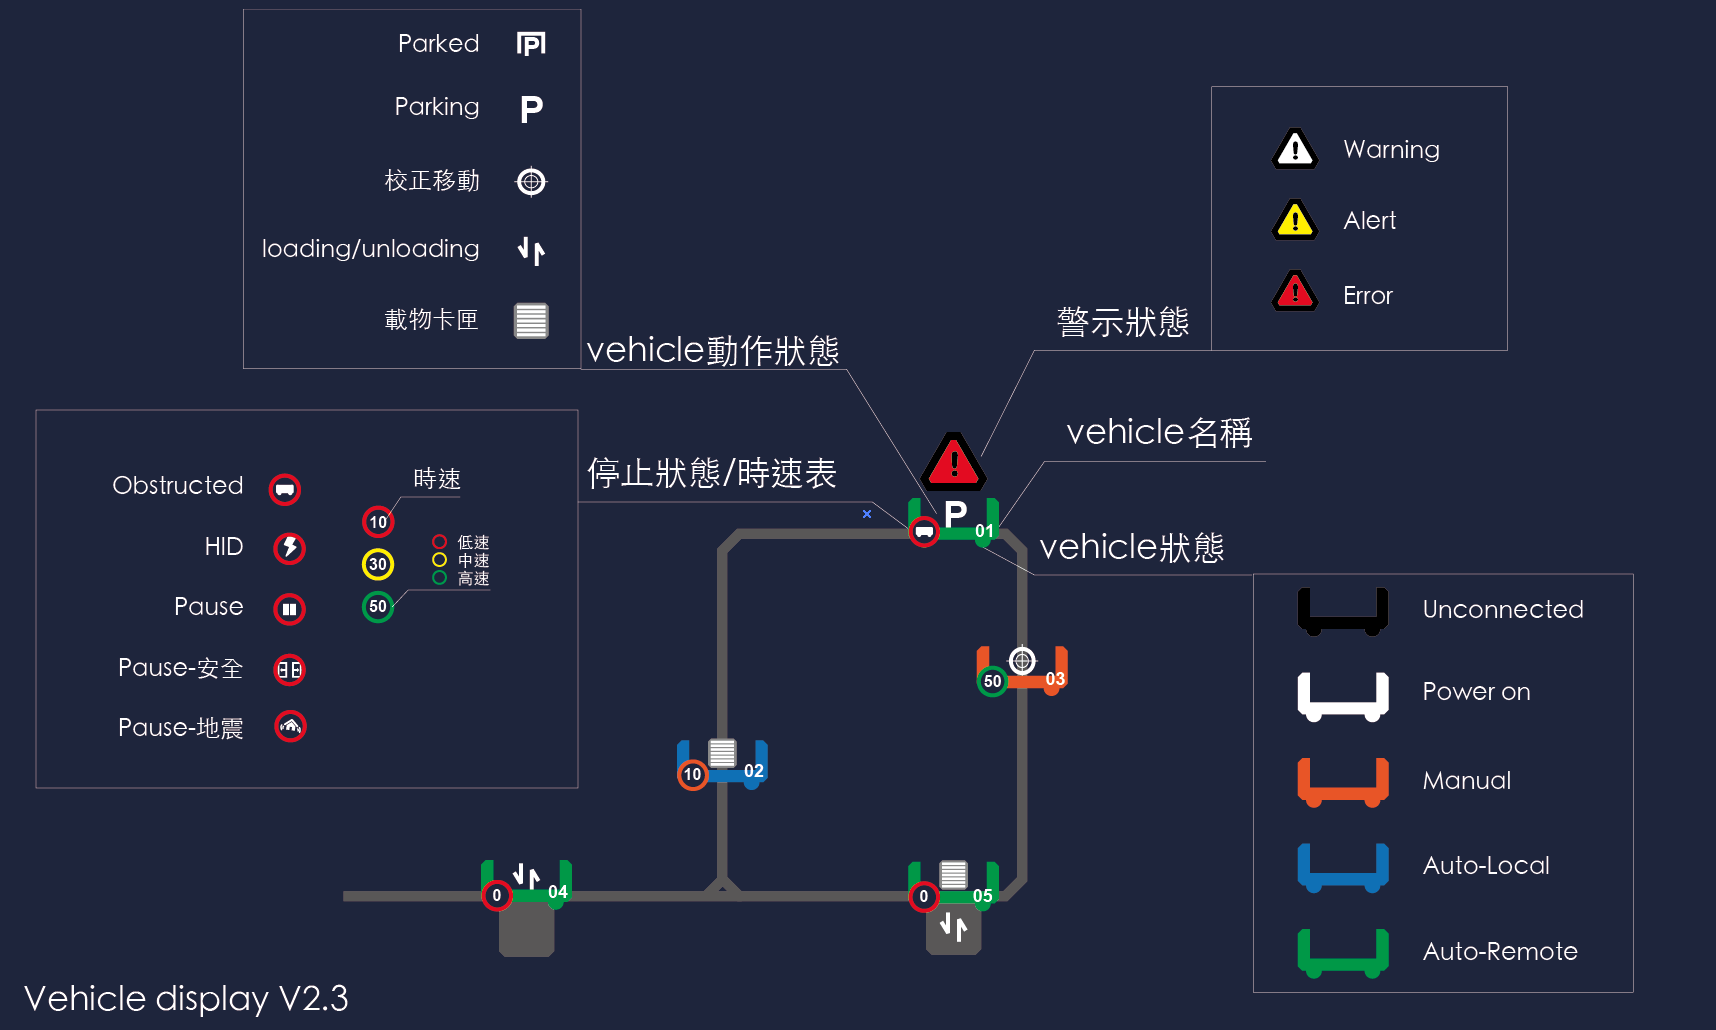 Parked
P
Parking
P
校正移動
loading/unloading
載物卡匣
Warning
Alert
Error
警示狀態
vehicle動作狀態
vehicle名稱
停止狀態/時速表
vehicle狀態
Obstructed
HID
Pause
Pause-安全
Pause-地震
時速
10
30
50
低速
中速
高速
P
01
50
03
10
02
0
04
0
05
Unconnected
Power on
Manual
Auto-Local
Auto-Remote
Vehicle display V2.3